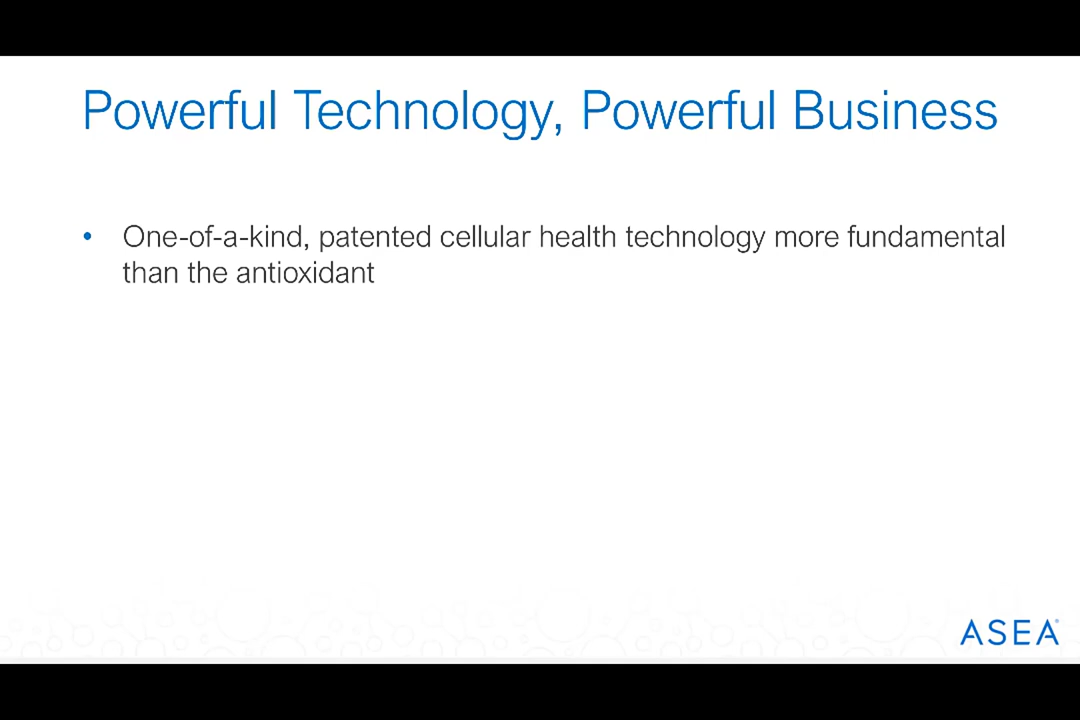 Powerful Technology, Powerful Business
• One-of-a-kind, patented cellular health technology more fundamental
than the antioxidant
ASEA®